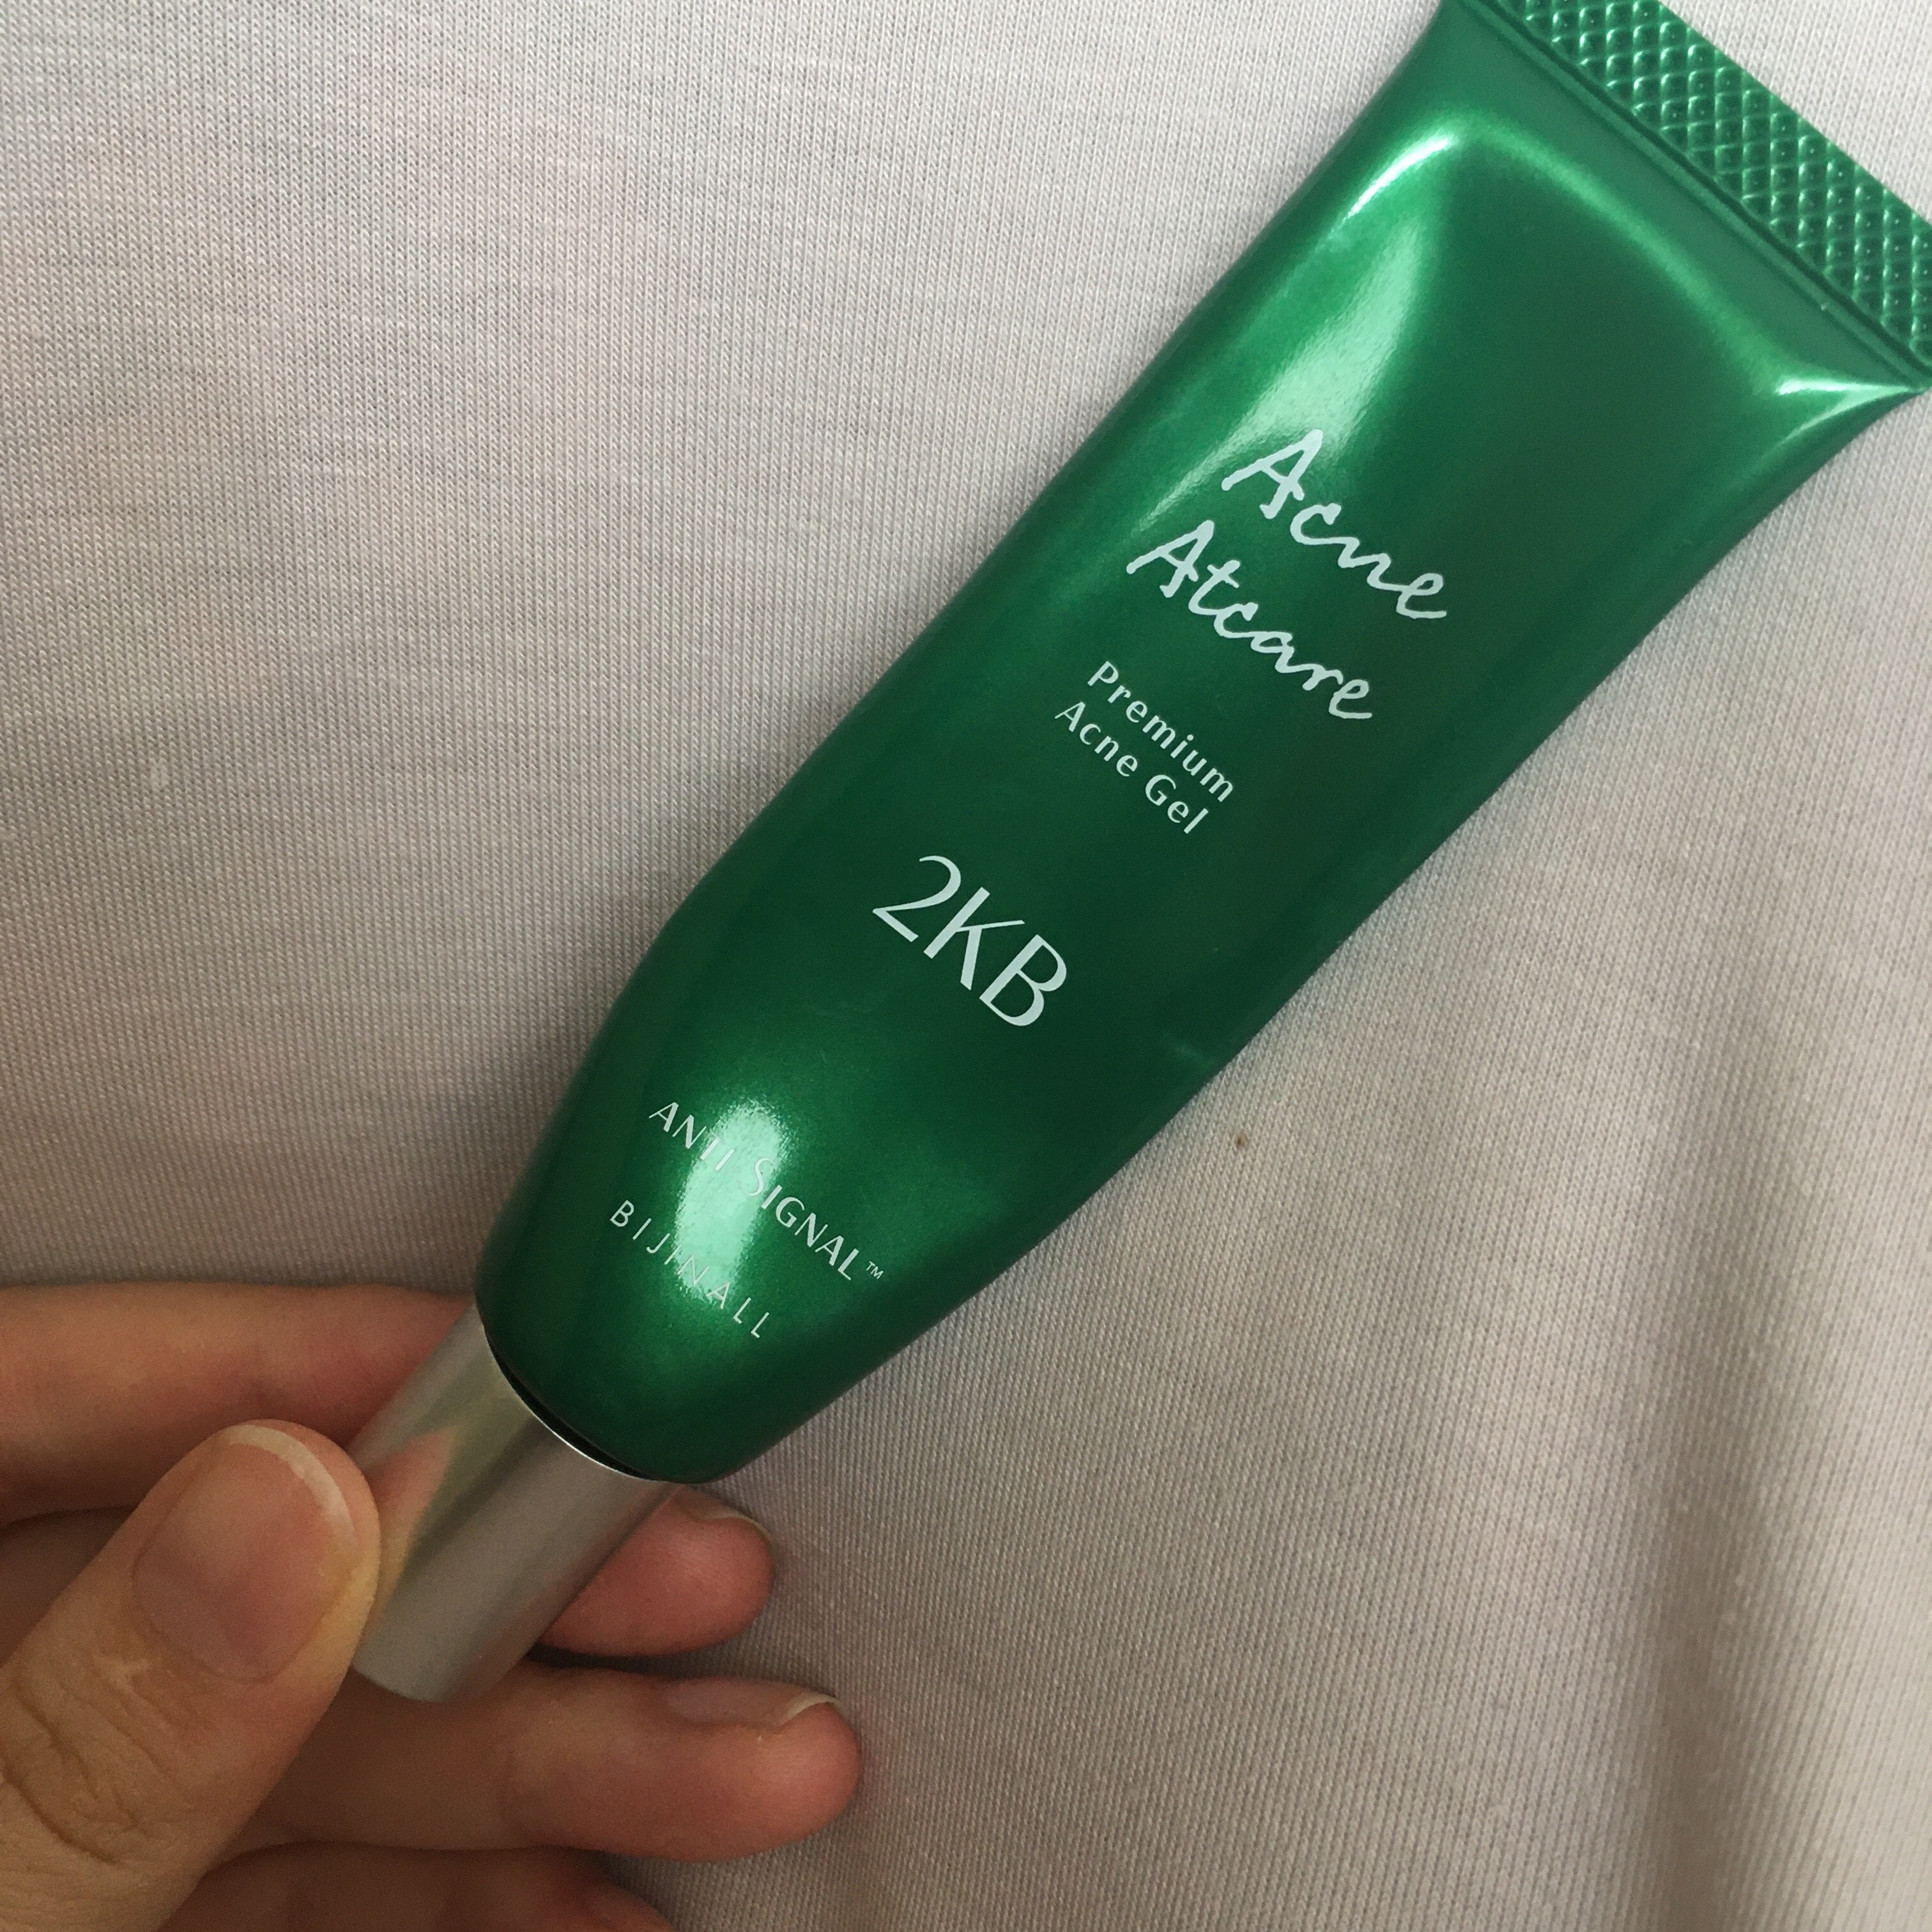 Acne
Atcare
Premium
Acne Gel
2KB
ANTI SIGNAL™
BIJINALL